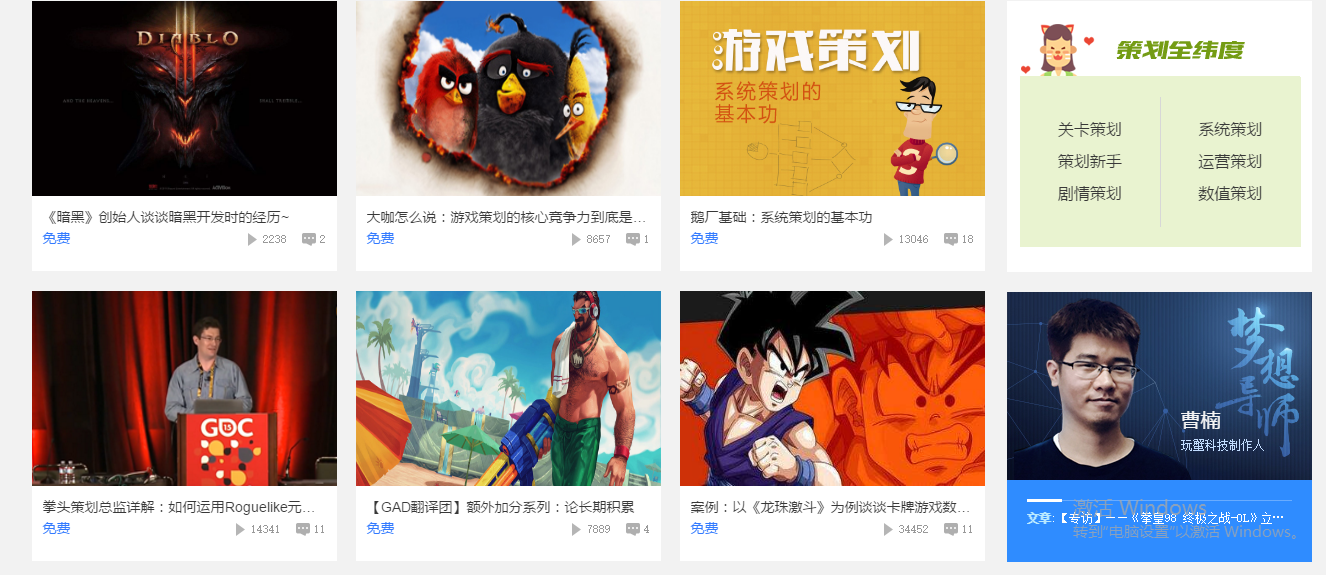 DIABLO
AND THE HEAVENS...
SHALL TREMBLE...
《暗黑》创始人谈谈暗黑开发时的经历~
免费
2238
2
大咖怎么说：游戏策划的核心竞争力到底是…
免费
8657
1
游戏策划
系统策划的
基本功
鹅厂基础：系统策划的基本功
免费
13046
18
策划全纬度
关卡策划
系统策划
策划新手
运营策划
剧情策划
数值策划
GDC
13
拳头策划总监详解：如何运用Roguelike元…
免费
14341
11
【GAD翻译团】额外加分系列：论长期积累
免费
7889
4
案例：以《龙珠激斗》为例谈谈卡牌游戏数…
免费
34452
11
梦想导师
曹楠
玩蟹科技制作人
文章:【专访】——《拳皇98 终极之战-OL》立…
激活 Windows
转到"电脑设置"以激活 Windows。